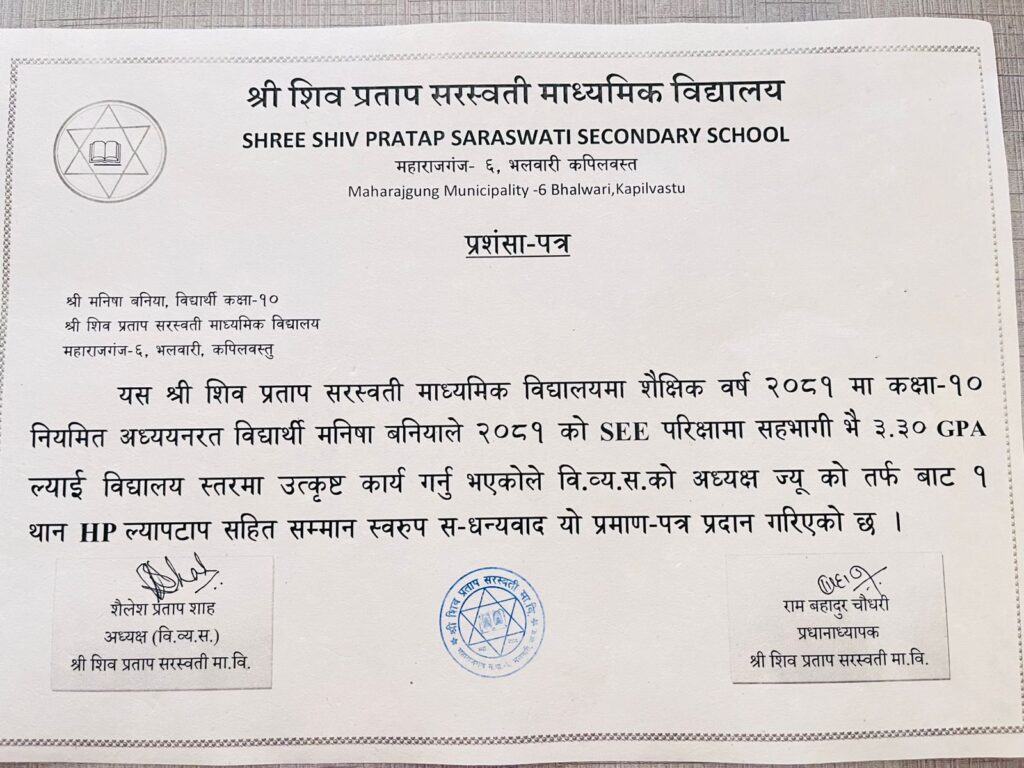 श्री शिव प्रताप सरस्वती माध्यमिक विद्यालय
SHREE SHIV PRATAP SARASWATI SECONDARY SCHOOL
महाराजगंज- ६, भलवारी कपिलवस्त
Maharajgung Municipality -6 Bhalwari,Kapilvastu
प्रशंसा-पत्र
श्री मनिषा बनिया, विद्यार्थी कक्षा-१०
श्री शिव प्रताप सरस्वती माध्यमिक विद्यालय
महाराजगंज-६, भलवारी, कपिलवस्तु
यस श्री शिव प्रताप सरस्वती माध्यमिक विद्यालयमा शैक्षिक वर्ष २०८१ मा कक्षा-१०
नियमित अध्ययनरत विद्यार्थी मनिषा बनियाले २०८१ को SEE परिक्षामा सहभागी भै ३.३० GPA
ल्याई विद्यालय स्तरमा उत्कृष्ट कार्य गर्नु भएकोले वि.व्य.स.को अध्यक्ष ज्यू को तर्फ बाट १
थान HP ल्यापटाप सहित सम्मान स्वरुप स-धन्यवाद यो प्रमाण-पत्र प्रदान गरिएको छ ।
शैलेश प्रताप शाह
अध्यक्ष (वि.व्य.स.)
श्री शिव प्रताप सरस्वती मा.वि.
श्री शिव प्रताप सरस्वती मा. वि.
राम बहादुर चौधरी
प्रधानाध्यापक
श्री शिव प्रताप सरस्वती मा.वि.